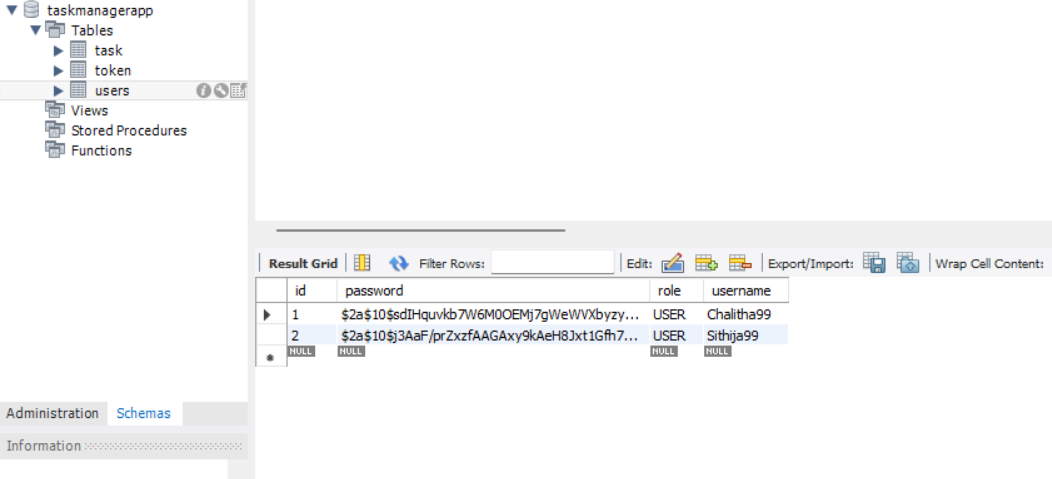 taskmanagerapp
Tables
task
token
users
Views
Stored Procedures
Functions
Administration Schemas
Information
Result Grid Filter Rows: Edit: Export/Import: Wrap Cell Content:
id password role username
1 $2a$10$sdIHquvkb7W6M0OEMj7gWeWVXbyzy... USER Chalitha99
2 $2a$10$j3AaF/prZxzfAAGAxy9kAeH8Jxt1Gfh7... USER Sithija99
NULL NULL NULL NULL